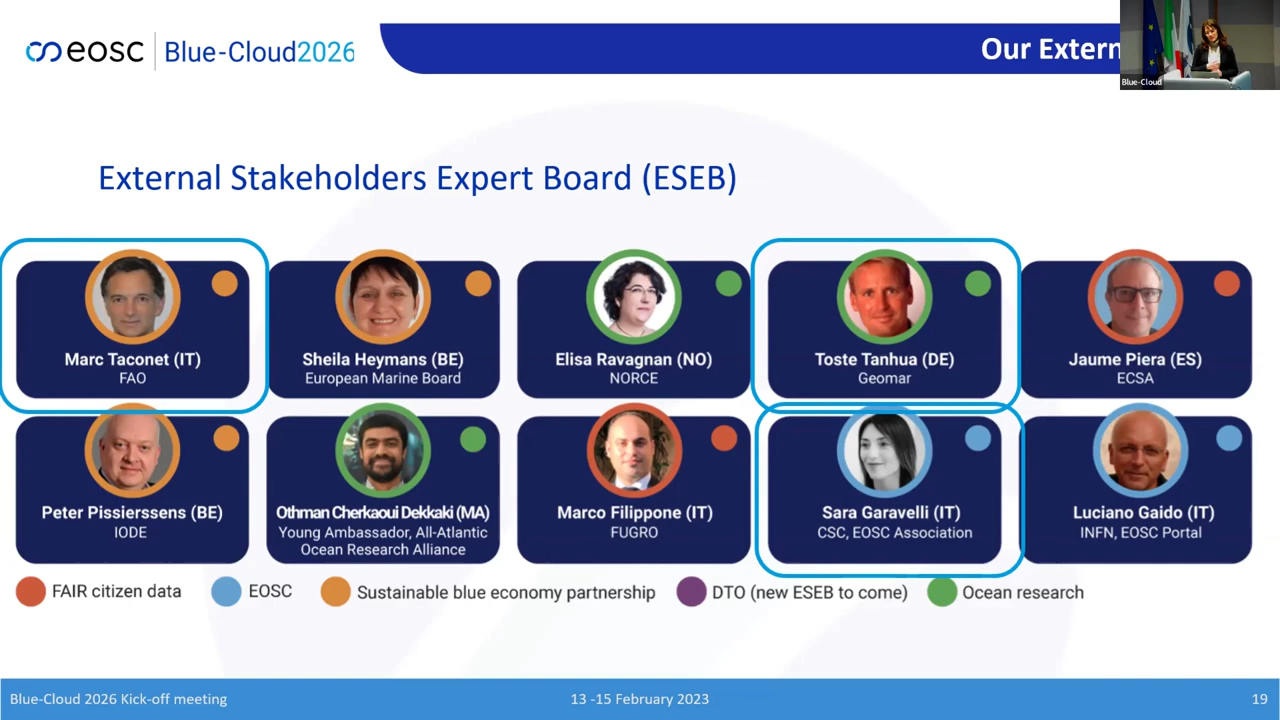 eosc Blue-Cloud2026
Our Extern
Blue-Cloud
External Stakeholders Expert Board (ESEB)
Marc Taconet (IT)
FAO
Sheila Heymans (BE)
European Marine Board
Elisa Ravagnan (NO)
NORCE
Toste Tanhua (DE)
Geomar
Jaume Piera (ES)
ECSA
Peter Pissierssens (BE)
IODE
Othman Cherkaoui Dekkaki (MA)
Young Ambassador, All-Atlantic
Ocean Research Alliance
Marco Filippone (IT)
FUGRO
Sara Garavelli (IT)
CSC, EOSC Association
Luciano Gaido (IT)
INFN, EOSC Portal
FAIR citizen data
EOSC
Sustainable blue economy partnership
DTO (new ESEB to come)
Ocean research
Blue-Cloud 2026 Kick-off meeting
13 -15 February 2023
19